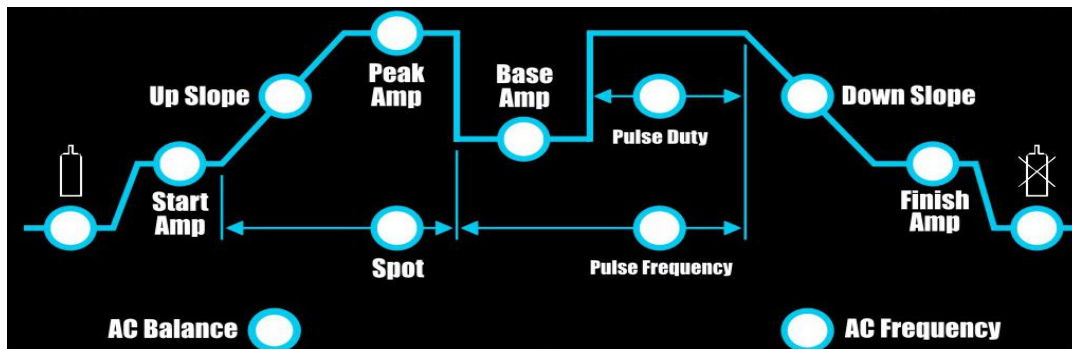 Up Slope
Peak
Amp
Base
Amp
Pulse Duty
Down Slope
Start
Amp
Spot
Pulse Frequency
Finish
Amp
AC Balance
AC Frequency